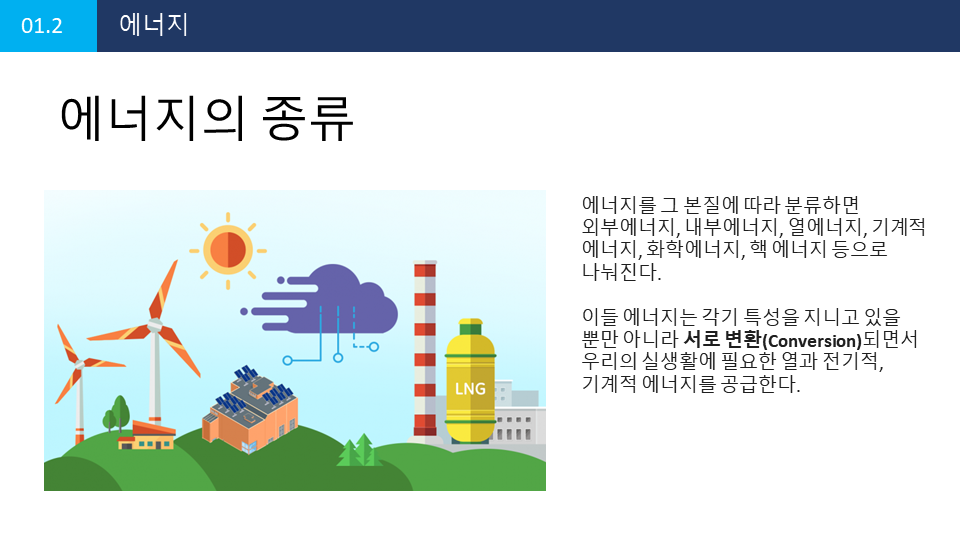 01.2
에너지
에너지의 종류
에너지를 그 본질에 따라 분류하면
외부에너지, 내부에너지, 열에너지, 기계적
에너지, 화학에너지, 핵 에너지 등으로
나눠진다.
이들 에너지는 각기 특성을 지니고 있을
뿐만 아니라 서로 변환(Conversion)되면서
우리의 실생활에 필요한 열과 전기적,
기계적 에너지를 공급한다.
LNG